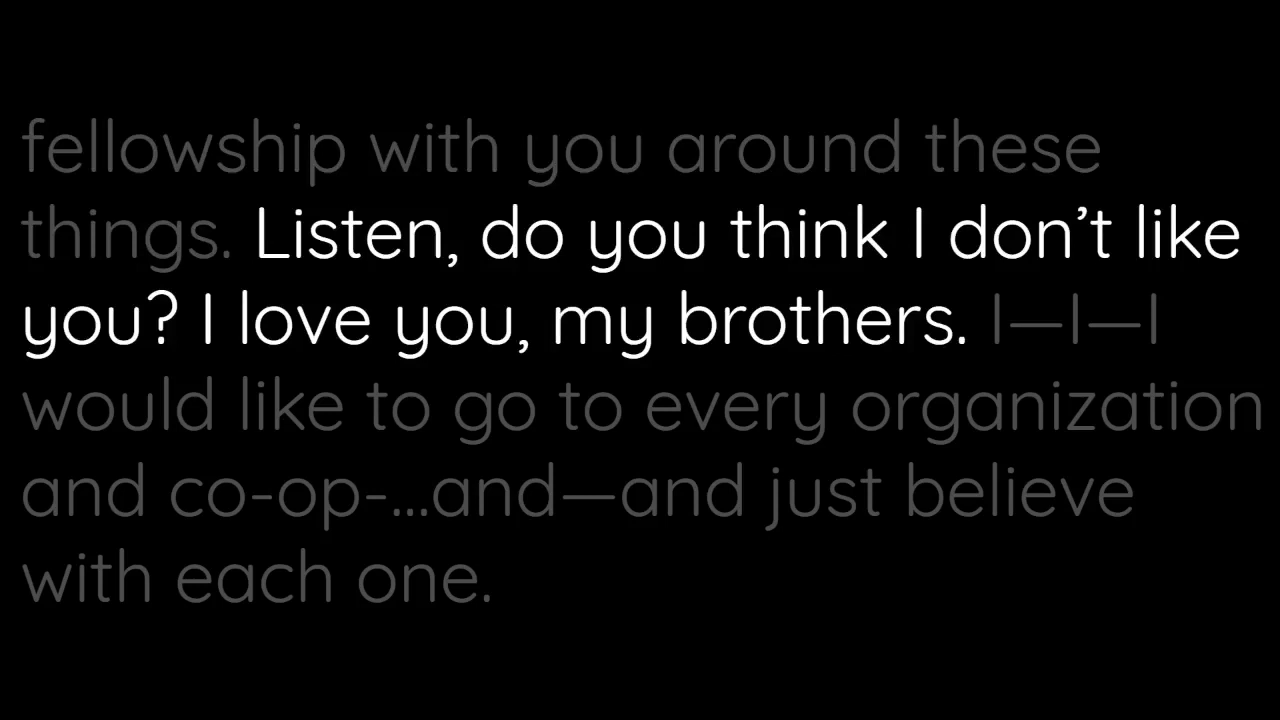 fellowship with you around these
things. Listen, do you think I don’t like
you? I love you, my brothers. I—I—I
would like to go to every organization
and co-op-...and—and just believe
with each one.